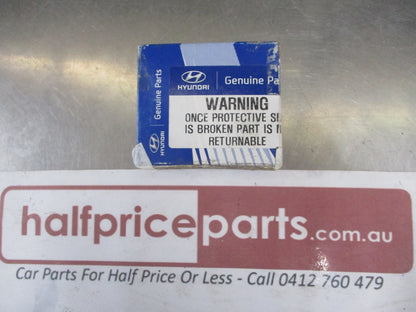 Genuine Parts
HYUNDAI
HYUNDAI
Genuine Pa
WARNING
ONCE PROTECTIVE SE
IS BROKEN PART IS N
RETURNABLE
halfpriceparts.com.au
Car Parts For Half Price Or Less - Call 0412 760 479